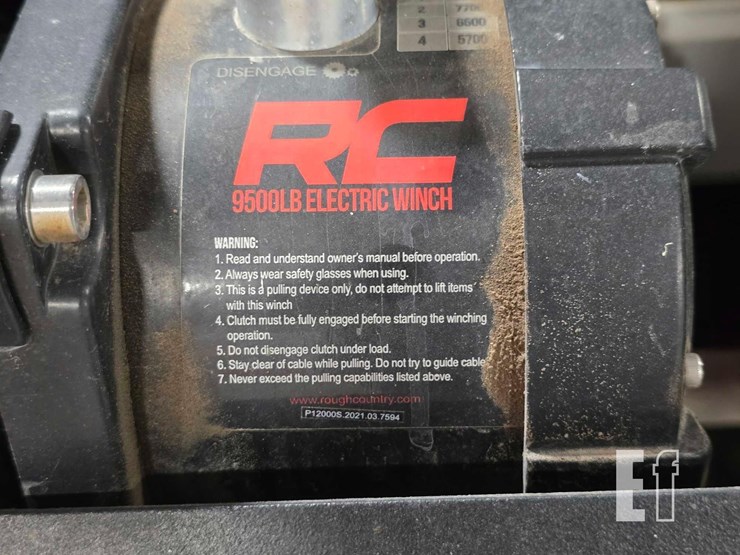 3 6600
4 5700
DISENGAGE
RC
9500LB ELECTRIC WINCH
WARNING:
1. Read and understand owner's manual before operation.
2. Always wear safety glasses when using.
3. This is a pulling device only, do not attempt to lift items
with this winch
4. Clutch must be fully engaged before starting the winching
operation.
5. Do not disengage clutch under load.
6. Stay clear of cable while pulling. Do not try to guide cable
7. Never exceed the pulling capabilities listed above.
www.roughcountry.com
P12000S.2021.03.7594
Ef